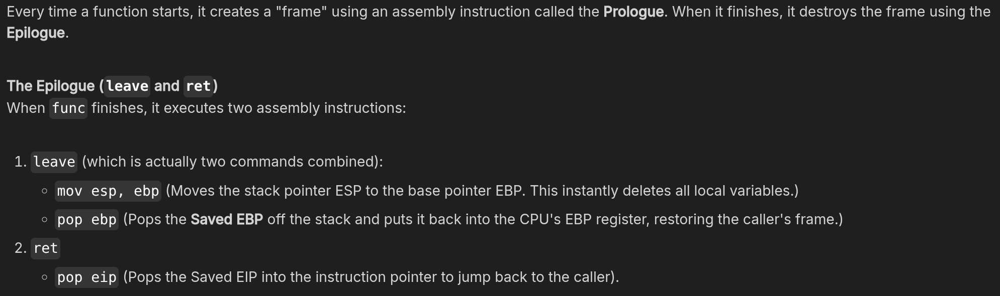 Every time a function starts, it creates a "frame" using an assembly instruction called the Prologue. When it finishes, it destroys the frame using the
Epilogue.
The Epilogue (leave and ret)
When func finishes, it executes two assembly instructions:
1. leave (which is actually two commands combined):
◦ mov esp, ebp (Moves the stack pointer ESP to the base pointer EBP. This instantly deletes all local variables.)
◦ pop ebp (Pops the Saved EBP off the stack and puts it back into the CPU's EBP register, restoring the caller's frame.)
2. ret
◦ pop eip (Pops the Saved EIP into the instruction pointer to jump back to the caller).